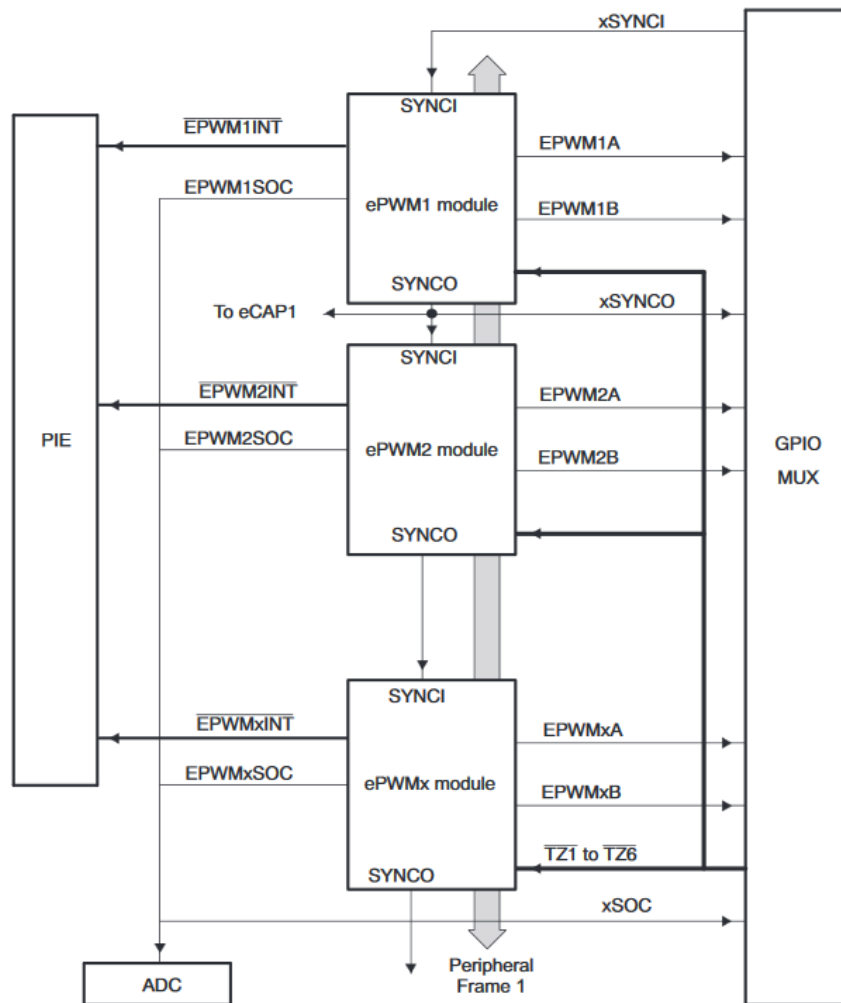 xSYNCI
SYNCI
EPWM1INT
EPWM1A
EPWM1SOC
ePWM1 module
EPWM1B
SYNCO
To eCAP1
xSYNCO
SYNCI
EPWM2INT
EPWM2A
PIE
EPWM2SOC
ePWM2 module
EPWM2B
GPIO
MUX
SYNCO
SYNCI
EPWMxINT
EPWMxA
EPWMxSOC
ePWMx module
EPWMxB
TZ1 to TZ6
SYNCO
xSOC
ADC
Peripheral
Frame 1